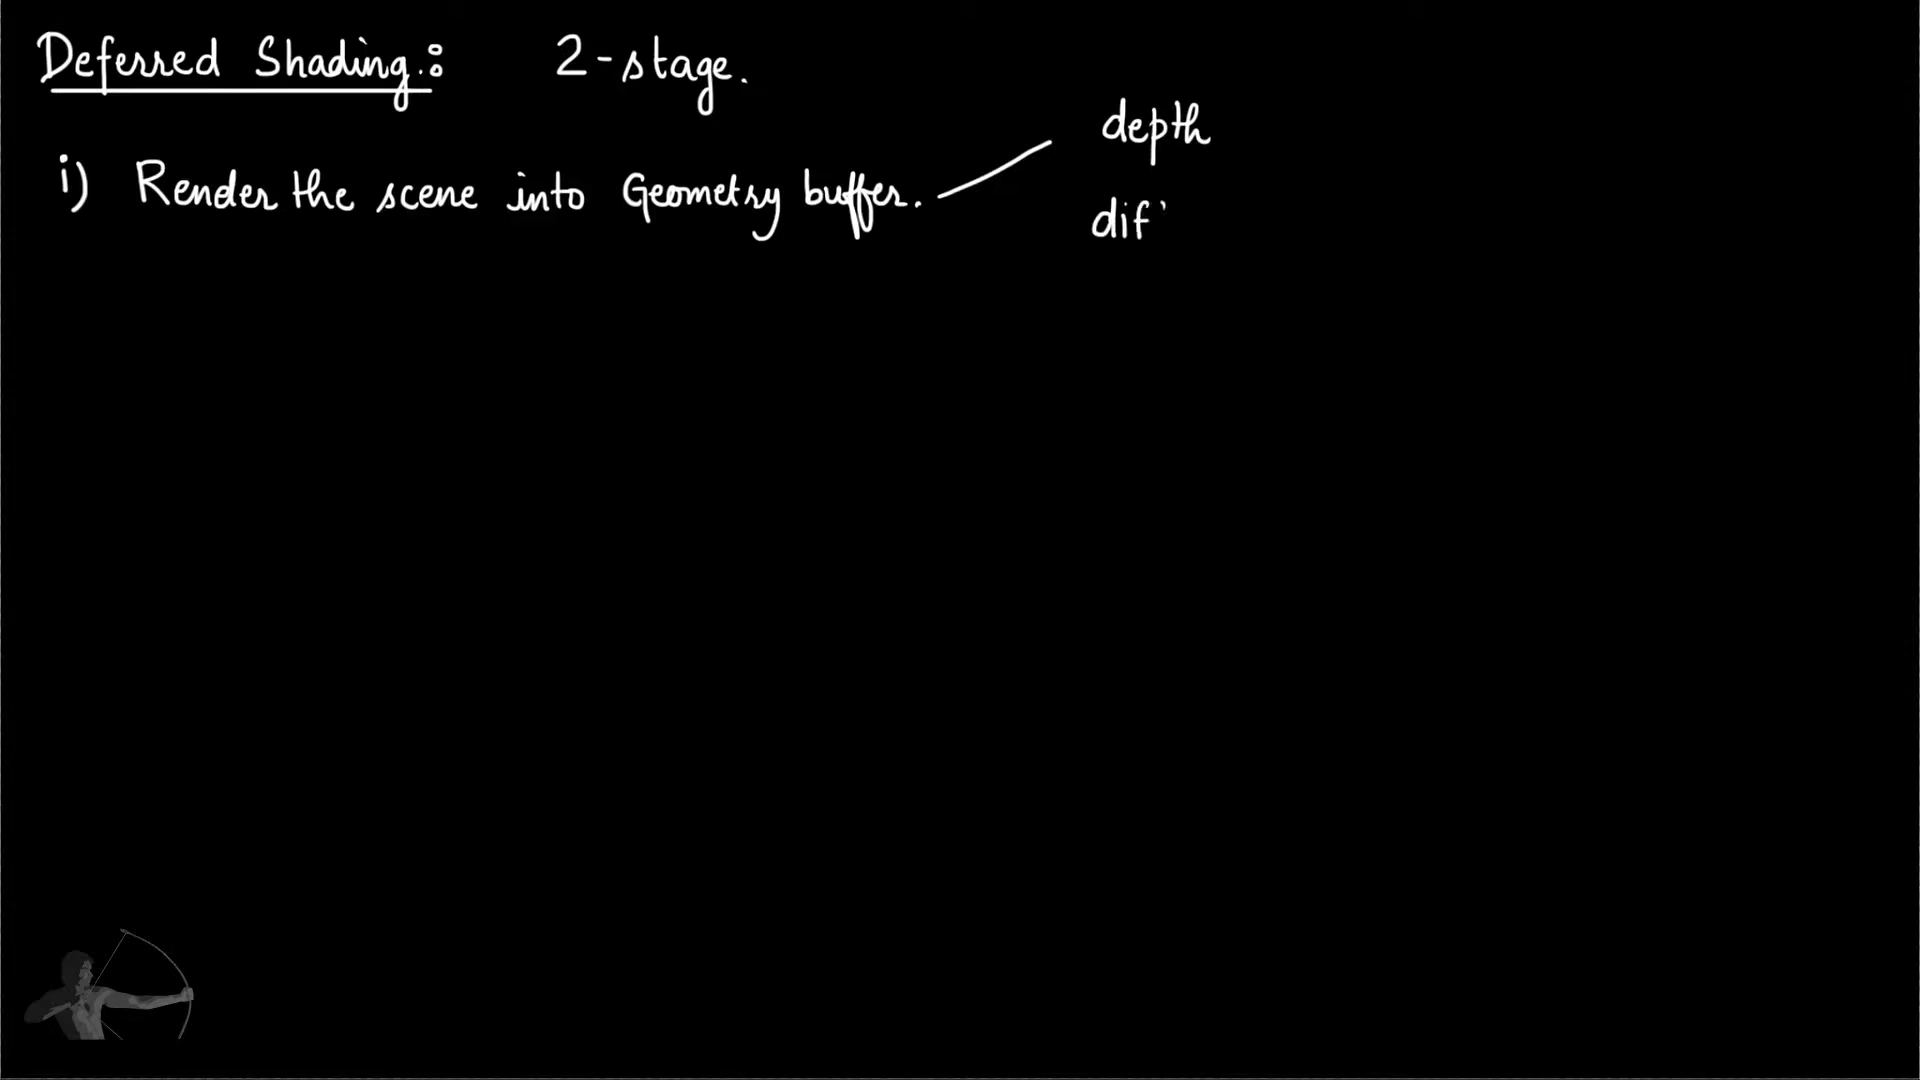 Deferred Shading.: 2-stage.
depth
i) Render the scene into Geometry buffer.
dif